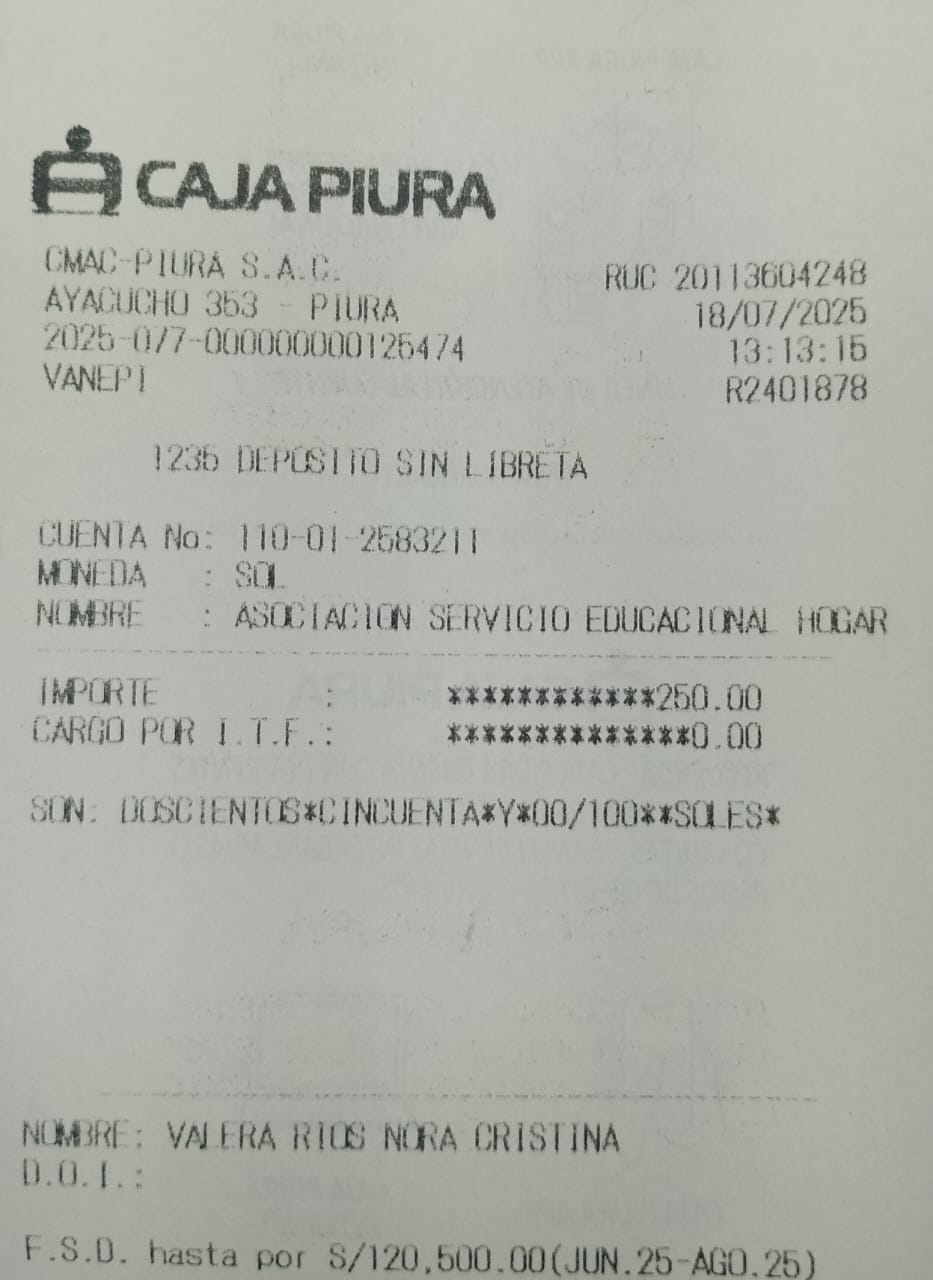 CAJA PIURA
CMAC-PIURA S.A.C. RUC 20113604248
AYACUCHO 353 - PIURA 18/07/2025
2025-077-000000000125474 13:13:15
VANEPI R2401878
1235 DEPOSITO SIN LIBRETA
CUENTA No: 110-01-2583211
MONEDA : SOL
NOMBRE : ASOCIACION SERVICIO EDUCACIONAL HOGAR
IMPORTE : ************250.00
CARGO POR I.T.F.: **************0.00
SON: DOSCIENTOS*CINCUENTA*Y*00/100**SOLES*
NOMBRE: VALERA RIOS NORA CRISTINA
D.O.I.:
F.S.D. hasta por S/120,500.00(JUN.25-AGO.25)